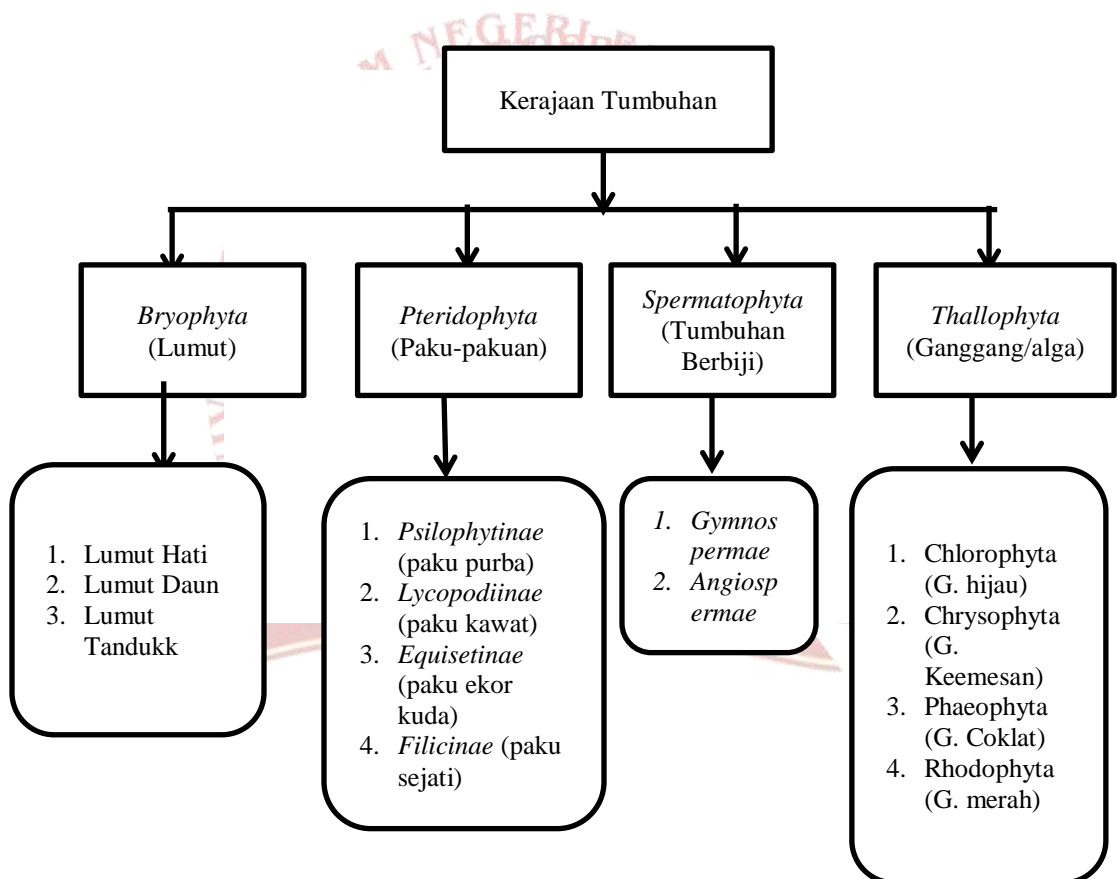 M NEGERI
Kerajaan Tumbuhan
Bryophyta
(Lumut)
Pteridophyta
(Paku-pakuan)
Spermatophyta
(Tumbuhan
Berbiji)
Thallophyta
(Ganggang/alga)
1. Lumut Hati
2. Lumut Daun
3. Lumut
Tandukk
1. Psilophytinae
(paku purba)
2. Lycopodiinae
(paku kawat)
3. Equisetinae
(paku ekor
kuda)
4. Filicinae (paku
sejati)
1. Gymnos
permae
2. Angiosp
ermae
1. Chlorophyta
(G. hijau)
2. Chrysophyta
(G.
Keemesan)
3. Phaeophyta
(G. Coklat)
4. Rhodophyta
(G. merah)